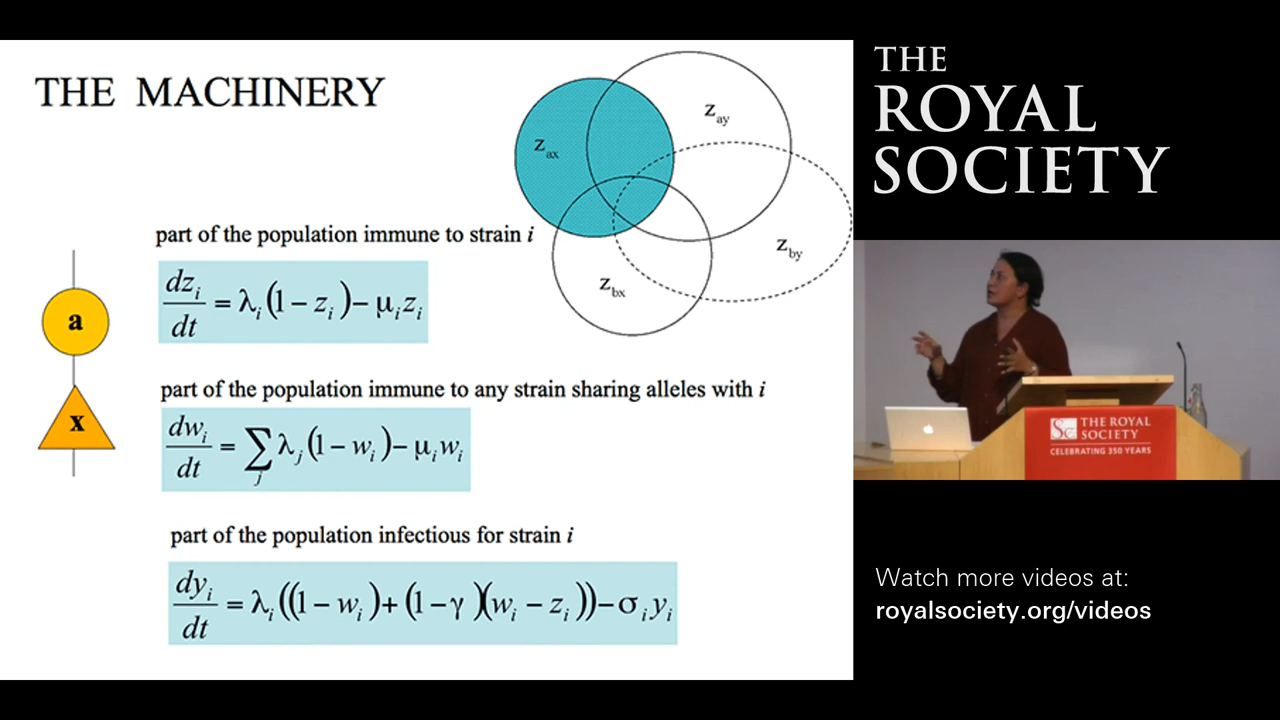 THE MACHINERY
z_ax
z_ay
z_by
z_bx
a
x
part of the population immune to strain i
dz_i/dt = λ_i(1 − z_i) − μ_i z_i
part of the population immune to any strain sharing alleles with i
dw_i/dt = ∑_j λ_j(1 − w_i) − μ_i w_i
part of the population infectious for strain i
dy_i/dt = λ_i((1 − w_i) + (1 − γ)(w_i − z_i)) − σ_i y_i
THE
ROYAL
SOCIETY
THE ROYAL
SOCIETY
CELEBRATING 350 YEARS
Watch more videos at:
royalsociety.org/videos